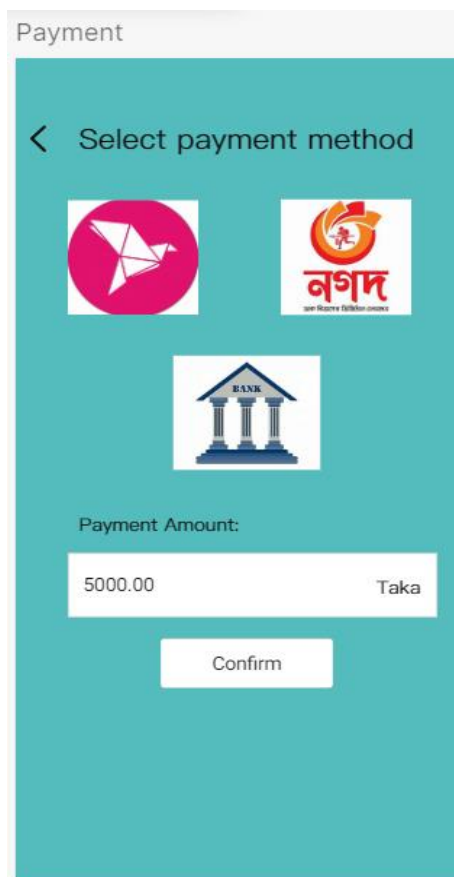 Payment
Select payment method
নগদ
BANK
Payment Amount:
5000.00 Taka
Confirm